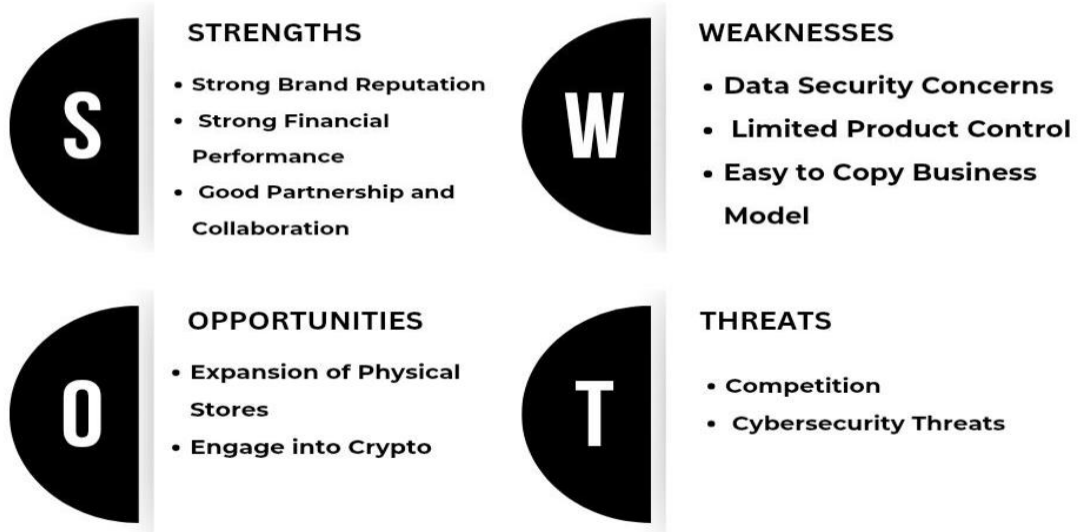 S
STRENGTHS
• Strong Brand Reputation
• Strong Financial
Performance
• Good Partnership and
Collaboration
W
WEAKNESSES
• Data Security Concerns
• Limited Product Control
• Easy to Copy Business
Model
O
OPPORTUNITIES
• Expansion of Physical
Stores
• Engage into Crypto
T
THREATS
• Competition
• Cybersecurity Threats